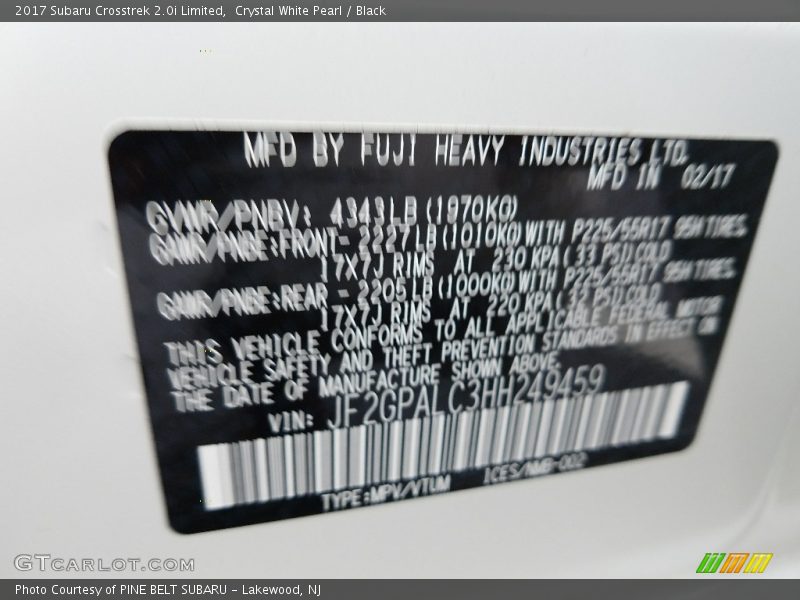 2017 Subaru Crosstrek 2.0i Limited, Crystal White Pearl / Black
MFD BY FUJI HEAVY INDUSTRIES LTD.
MFD IN 02/17
GVWR/PNBV: 4343LB (1970KG)
GAWR/PNBE:FRONT- 2227LB (1010KG) WITH P225/55R17 95H TIRES.
17X7J RIMS AT 230 KPA ( 33 PSI) COLD
GAWR/PNBE:REAR - 2205LB (1000KG) WITH P225/55R17 95H TIRES.
17X7J RIMS AT 220 KPA ( PSI) COLD
THIS VEHICLE CONFORMS TO ALL APPLICABLE FEDERAL MOTOR
VEHICLE SAFETY AND THEFT PREVENTION STANDARDS IN EFFECT ON
THE DATE OF MANUFACTURE SHOWN ABOVE.
VIN: JF2GPALC3HH249459
TYPE:MPV/VTUM ICES/NMB-002
GTCARLOT.COM
Photo Courtesy of PINE BELT SUBARU – Lakewood, NJ